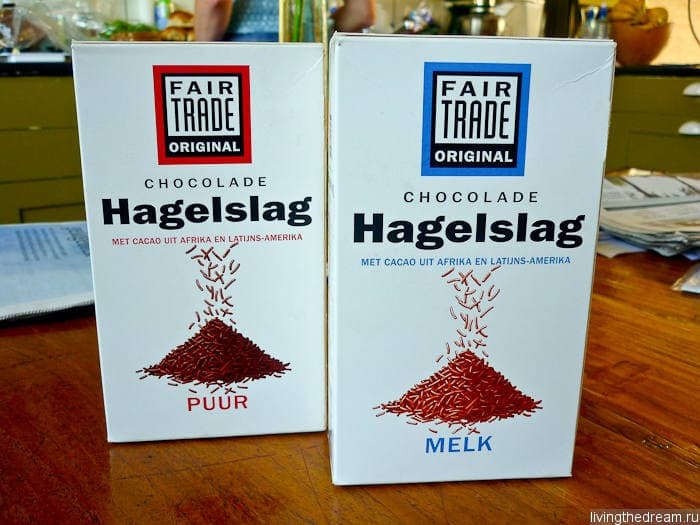 FAIR
TRADE
ORIGINAL
CHOCOLADE
Hagelslag
MET CACAO UIT AFRIKA EN LATIJNS-AMERIKA
PUUR
FAIR
TRADE
ORIGINAL
CHOCOLADE
Hagelslag
MET CACAO UIT AFRIKA EN LATIJNS-AMERIKA
MELK
livingthedream.ru